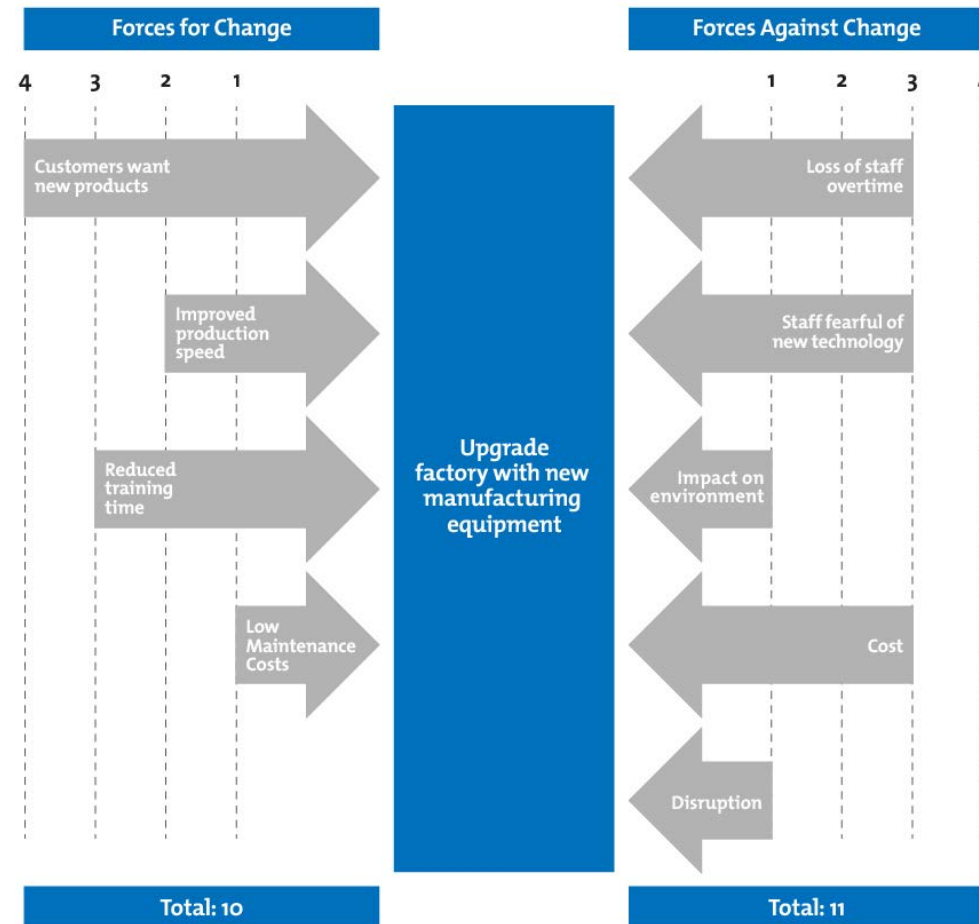 Forces for Change
Forces Against Change
4 3 2 1
1 2 3
Customers want
new products
Loss of staff
overtime
Improved
production
speed
Staff fearful of
new technology
Reduced
training
time
Upgrade
factory with new
manufacturing
equipment
Impact on
environment
Low
Maintenance
Costs
Cost
Disruption
Total: 10
Total: 11